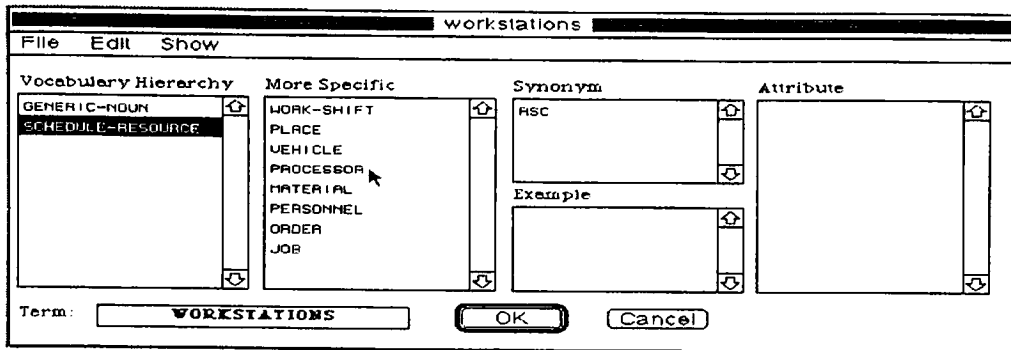 workstations
File Edit Show
Vocabulary Hierarchy
GENERIC-NOUN
SCHEDULE-RESOURCE
More Specific
WORK-SHIFT
PLACE
VEHICLE
PROCESSOR
MATERIAL
PERSONNEL
ORDER
JOB
Synonym
RSC
Example
Attribute
Term: WORKSTATIONS
OK Cancel